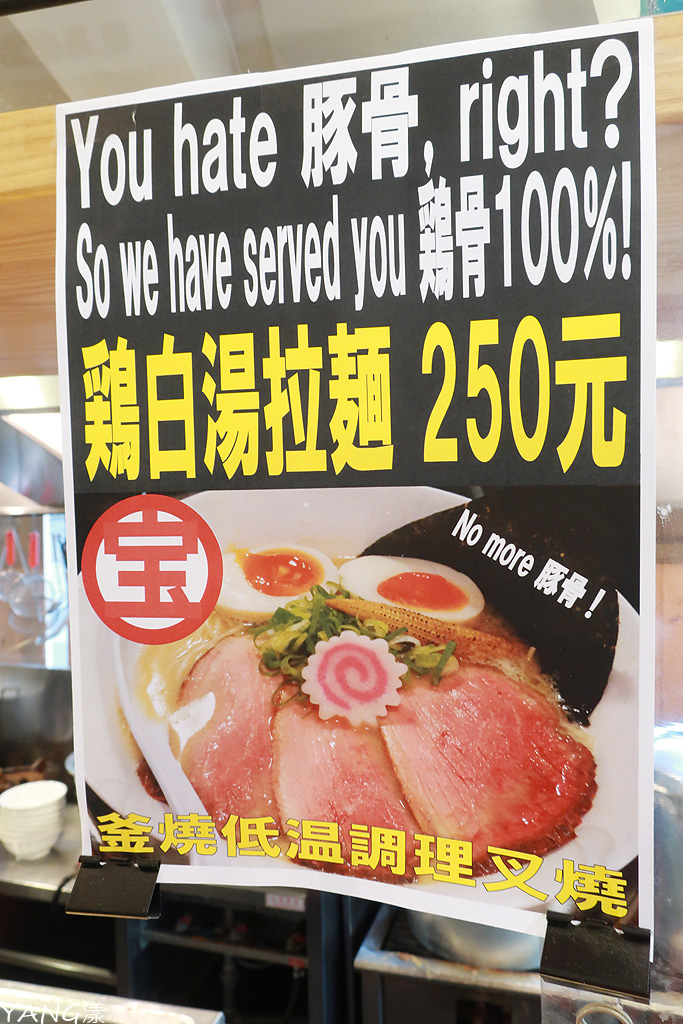 You hate 豚骨, right?
So we have served you 鶏骨100%!
鶏白湯拉麺 250元
宝
No more 豚骨！
釜燒低温調理叉燒
YANG漾